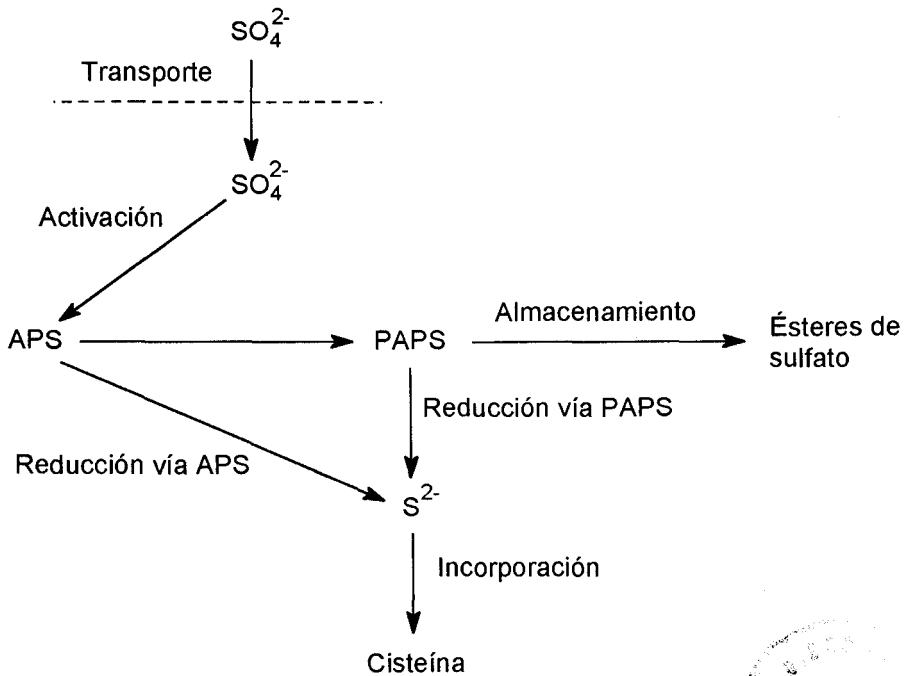 SO₄²⁻
Transporte
SO₄²⁻
Activación
APS
PAPS
Almacenamiento
Ésteres de
sulfato
Reducción vía PAPS
Reducción vía APS
S²⁻
Incorporación
Cisteína